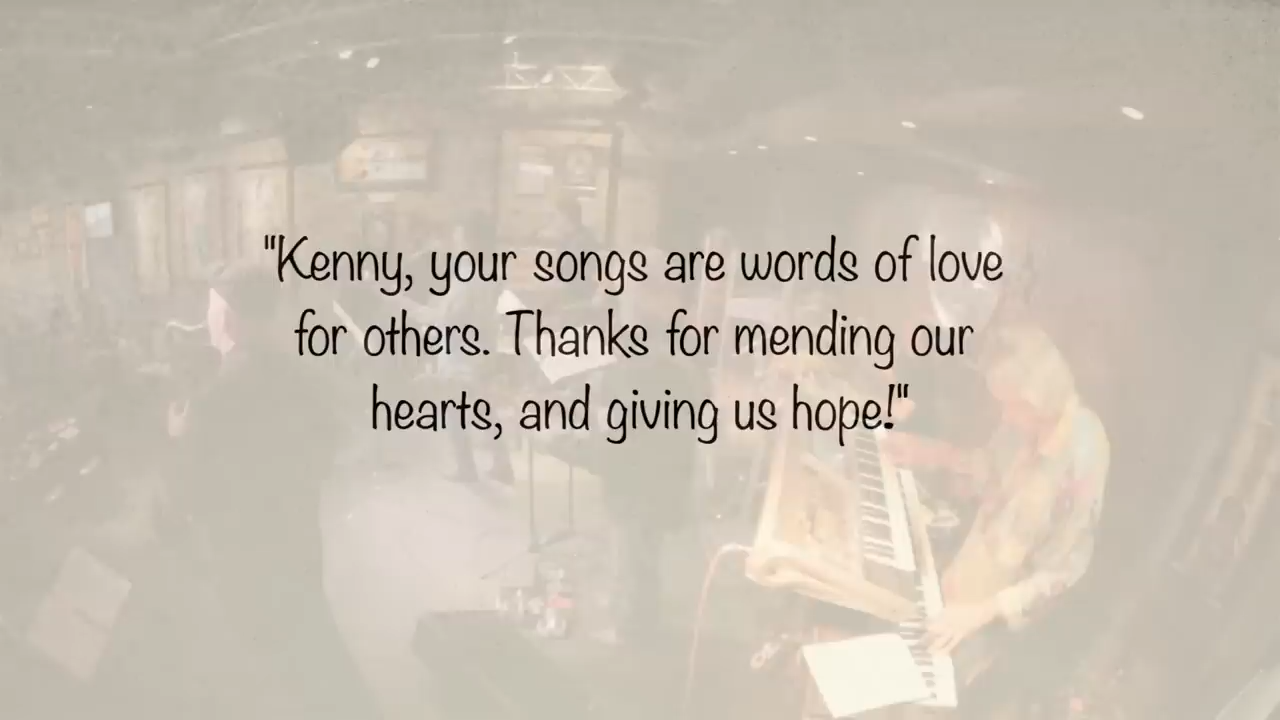 "Kenny, your songs are words of love
for others. Thanks for mending our
hearts, and giving us hope!"